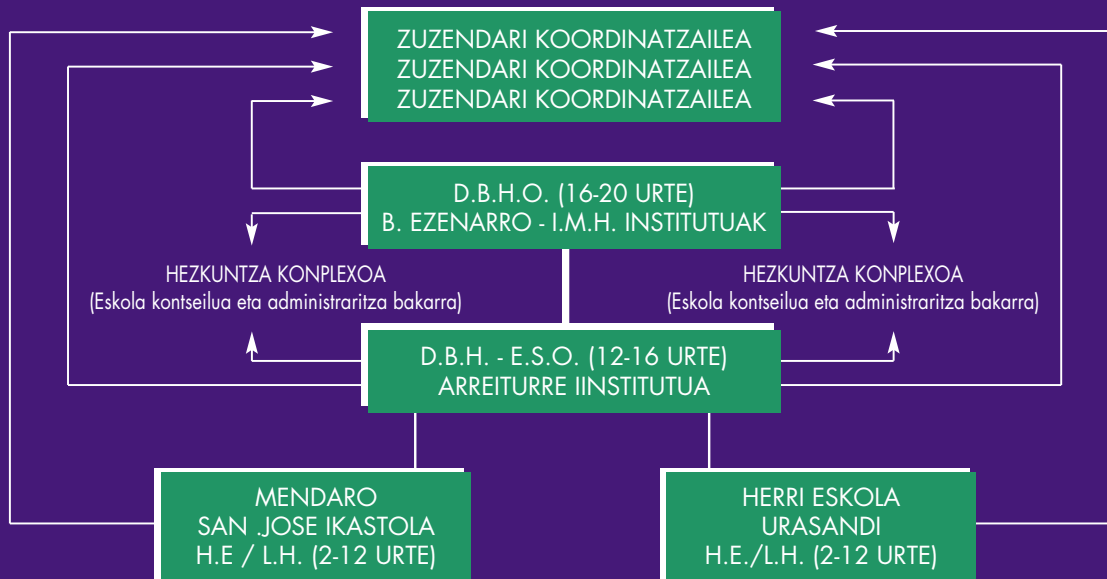 ZUZENDARI KOORDINATZAILEA
ZUZENDARI KOORDINATZAILEA
ZUZENDARI KOORDINATZAILEA
D.B.H.O. (16-20 URTE)
B. EZENARRO - I.M.H. INSTITUTUAK
HEZKUNTZA KONPLEXOA
(Eskola kontseilua eta administraritza bakarra)
HEZKUNTZA KONPLEXOA
(Eskola kontseilua eta administraritza bakarra)
D.B.H. - E.S.O. (12-16 URTE)
ARREITURRE IINSTITUTUA
MENDARO
SAN .JOSE IKASTOLA
H.E / L.H. (2-12 URTE)
HERRI ESKOLA
URASANDI
H.E./L.H. (2-12 URTE)